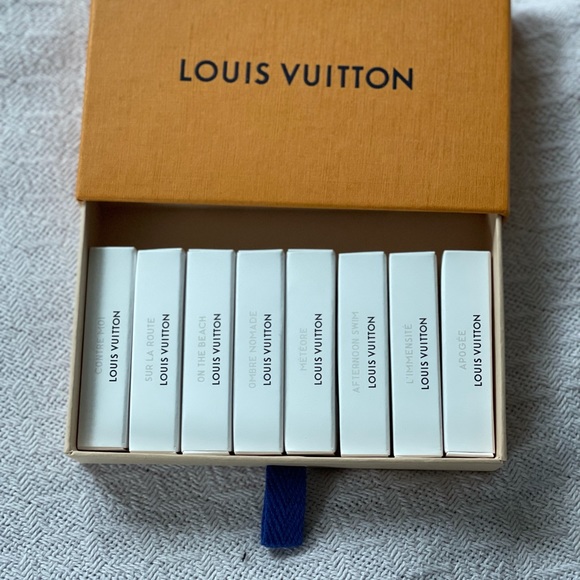 LOUIS VUITTON
CONTRE MOI
LOUIS VUITTON
SUR LA ROUTE
LOUIS VUITTON
ON THE BEACH
LOUIS VUITTON
OMBRE NOMADE
LOUIS VUITTON
MÉTÉORE
LOUIS VUITTON
AFTERNOON SWIM
LOUIS VUITTON
L'IMMENSITÉ
LOUIS VUITTON
APOGÉE
LOUIS VUITTON